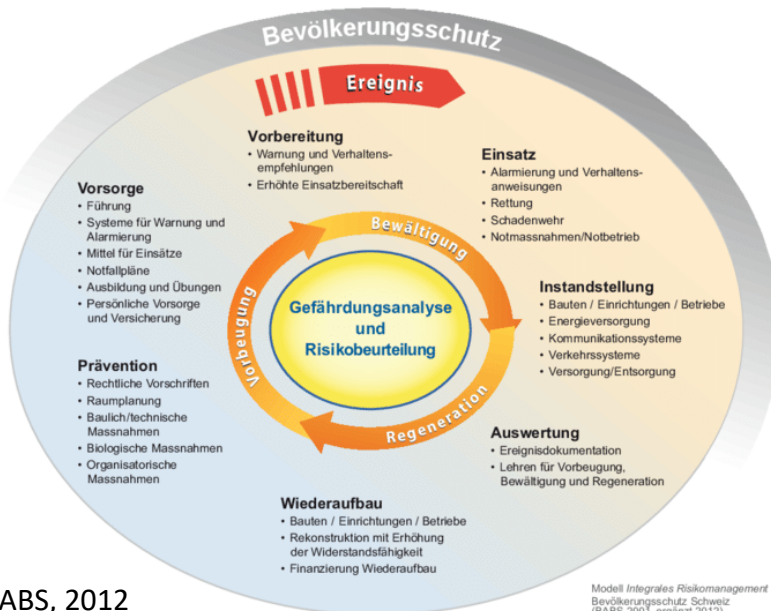 Bevölkerungsschutz
Ereignis
Vorbereitung
• Warnung und Verhaltens-
empfehlungen
• Erhöhte Einsatzbereitschaft
Einsatz
• Alarmierung und Verhaltens-
anweisungen
• Rettung
• Schadenwehr
• Notmassnahmen/Notbetrieb
Vorsorge
• Führung
• Systeme für Warnung und
Alarmierung
• Mittel für Einsätze
• Notfallpläne
• Ausbildung und Übungen
• Persönliche Vorsorge
und Versicherung
Bewältigung
Vorbeugung
Regeneration
Gefährdungsanalyse
und
Risikobeurteilung
Instandstellung
• Bauten / Einrichtungen / Betriebe
• Energieversorgung
• Kommunikationssysteme
• Verkehrssysteme
• Versorgung/Entsorgung
Prävention
• Rechtliche Vorschriften
• Raumplanung
• Baulich/technische
Massnahmen
• Biologische Massnahmen
• Organisatorische
Massnahmen
Auswertung
• Ereignisdokumentation
• Lehren für Vorbeugung,
Bewältigung und Regeneration
Wiederaufbau
• Bauten / Einrichtungen / Betriebe
• Rekonstruktion mit Erhöhung
der Widerstandsfähigkeit
• Finanzierung Wiederaufbau
ABS, 2012
Modell Integrales Risikomanagement
Bevölkerungsschutz Schweiz
(BABS 2001, ergänzt 2012)